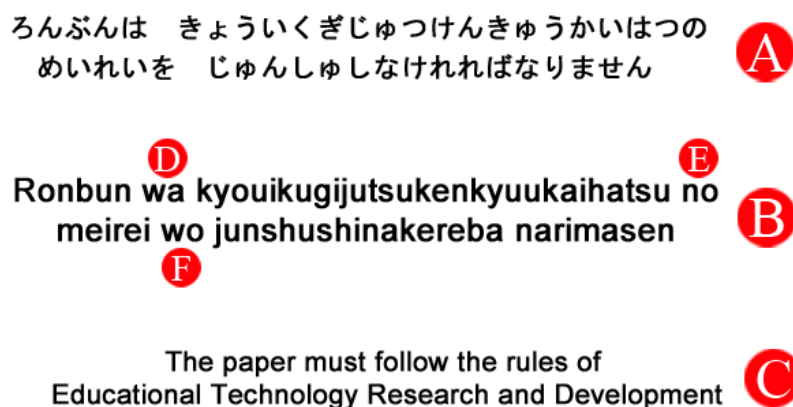 ろんぶんは　きょういくぎじゅつけんきゅうかいはつの
めいれいを　じゅんしゅしなけれればなりません
A
D E
Ronbun wa kyouikugijutsukenkyuukaihatsu no
meirei wo junshushinakereba narimasen
B
F
The paper must follow the rules of
Educational Technology Research and Development
C